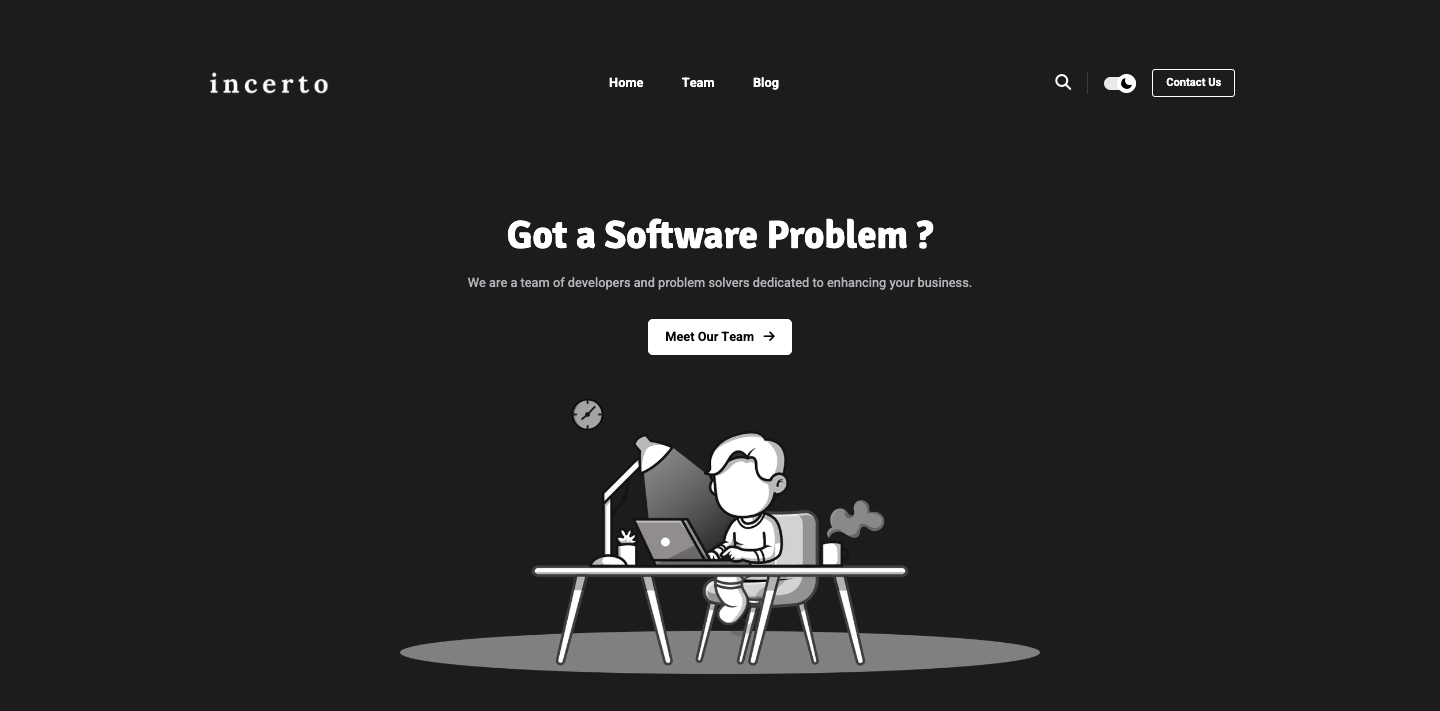 incerto
Home
Team
Blog
Contact Us
Got a Software Problem ?
We are a team of developers and problem solvers dedicated to enhancing your business.
Meet Our Team